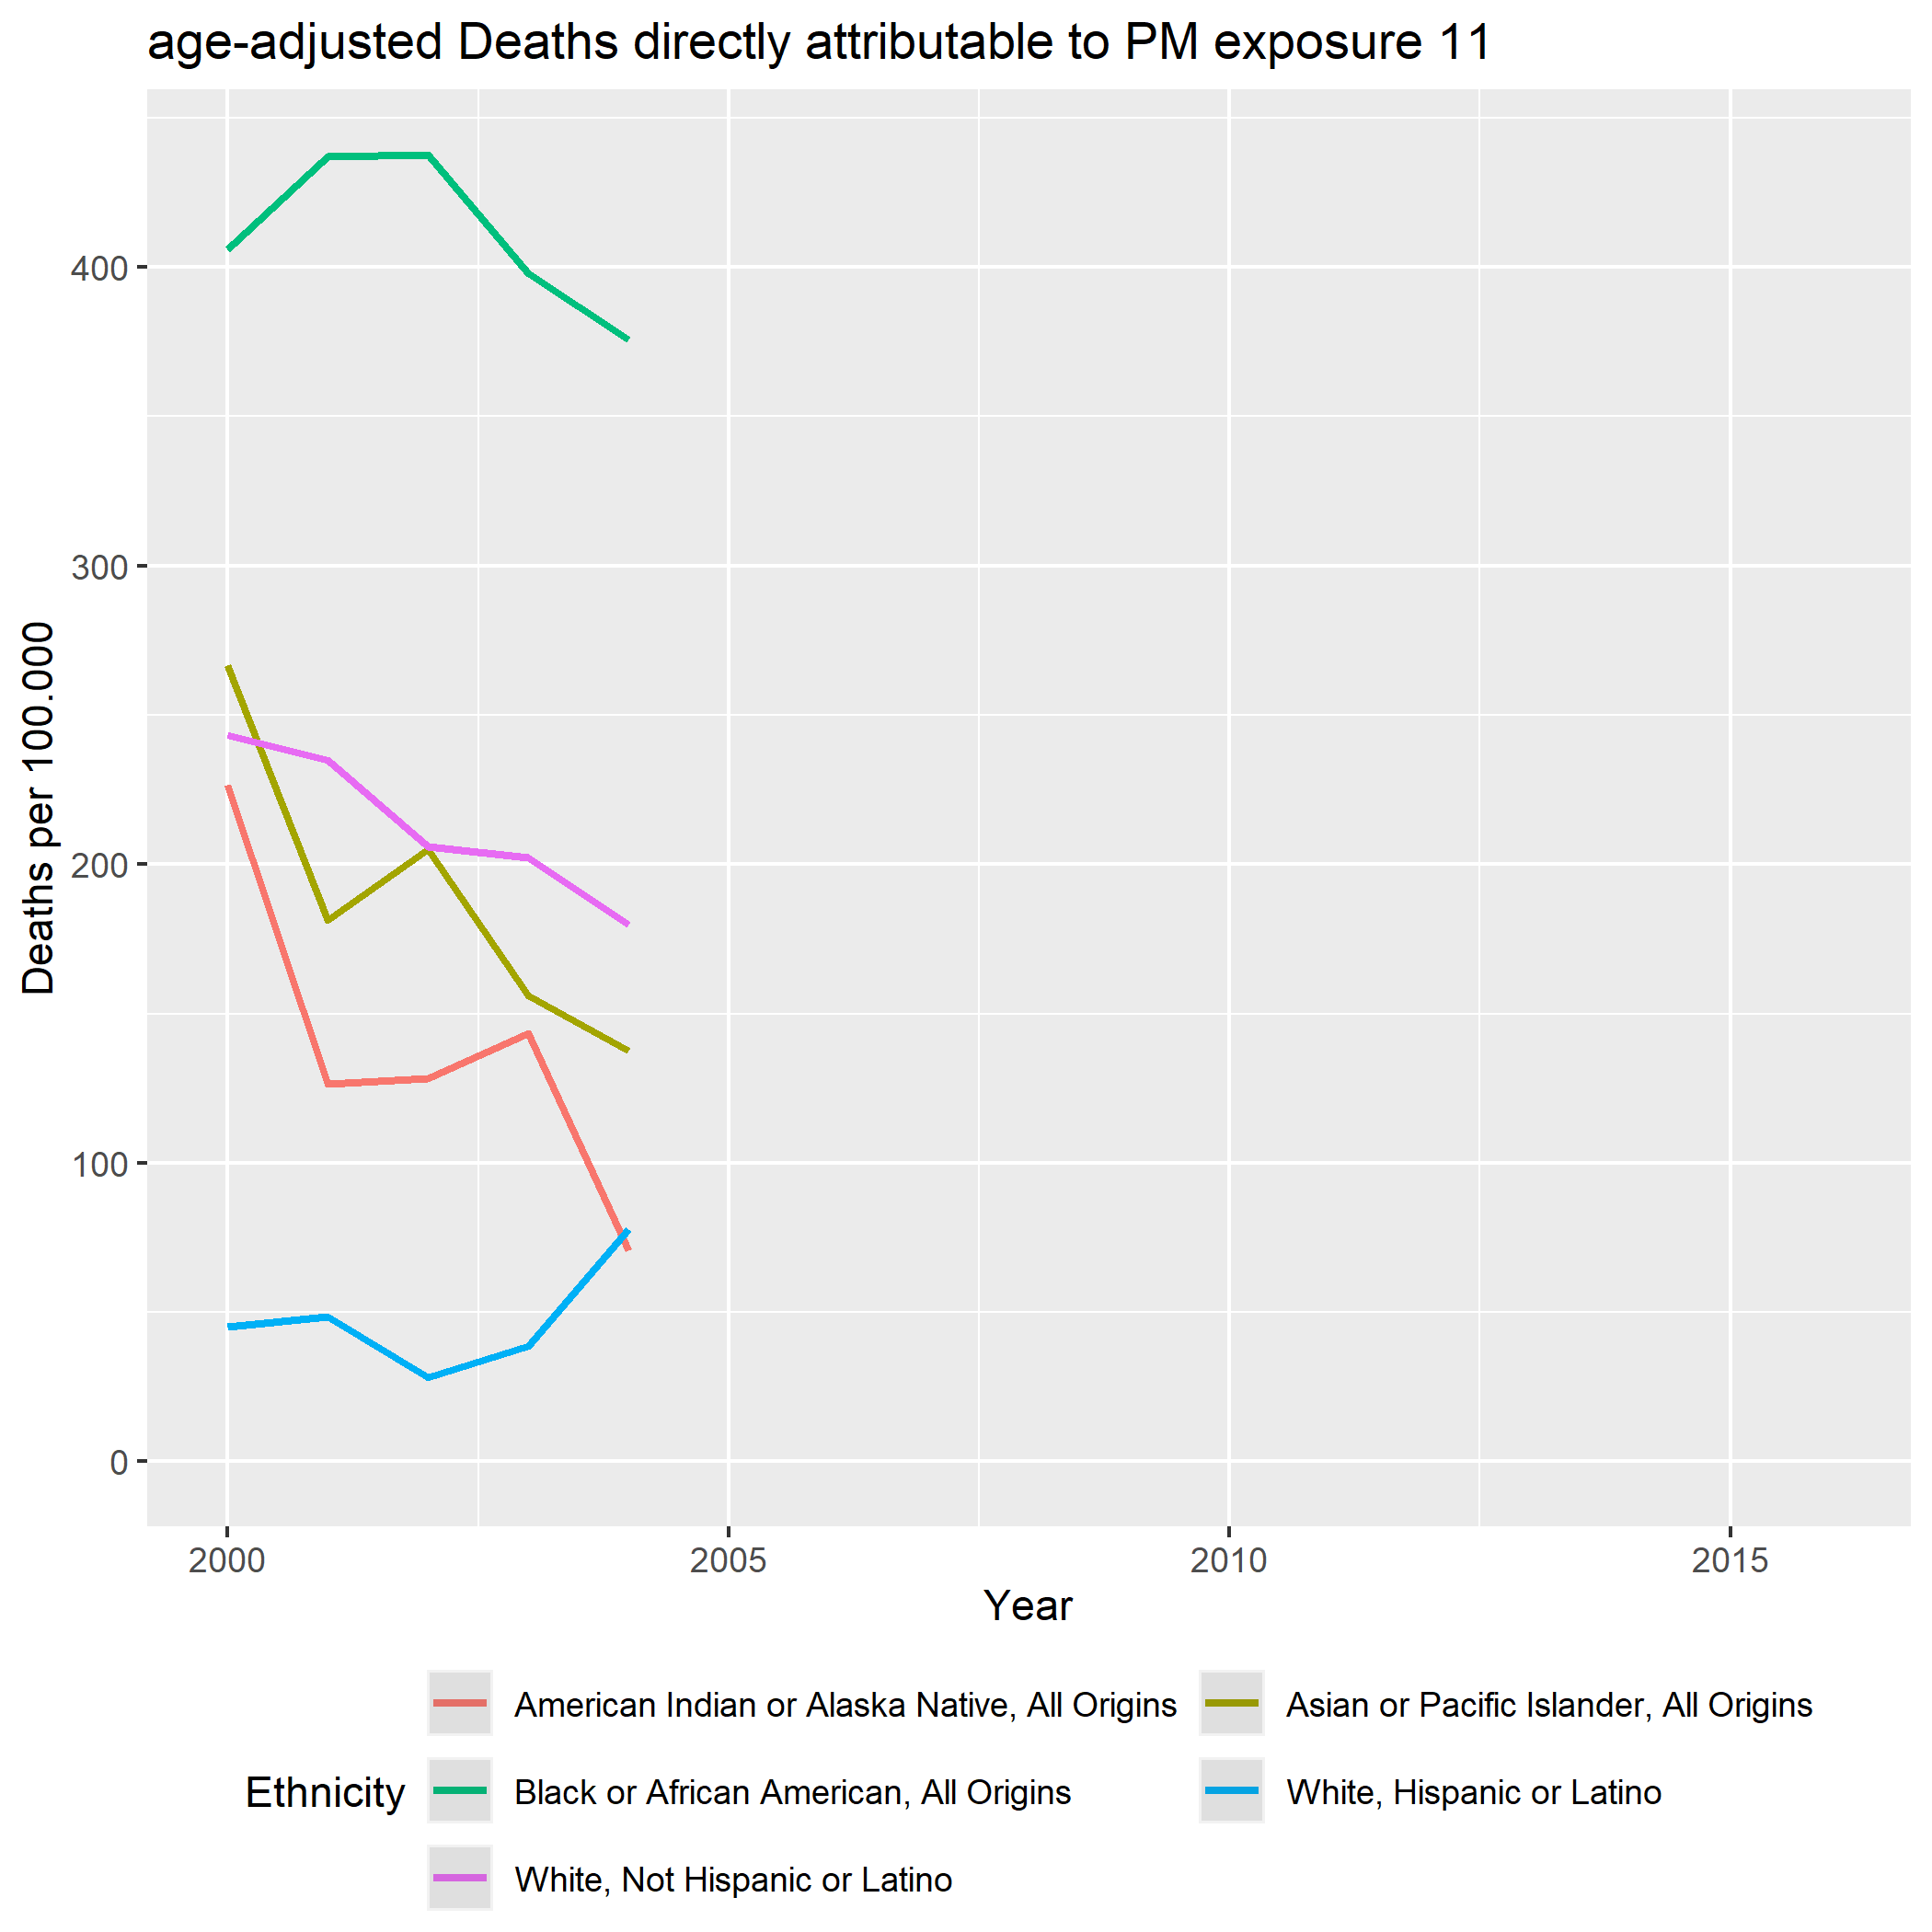 age-adjusted Deaths directly attributable to PM exposure 11
Deaths per 100.000
400
300
200
100
0
2000 2005 2010 2015
Year
Ethnicity
American Indian or Alaska Native, All Origins
Asian or Pacific Islander, All Origins
Black or African American, All Origins
White, Hispanic or Latino
White, Not Hispanic or Latino